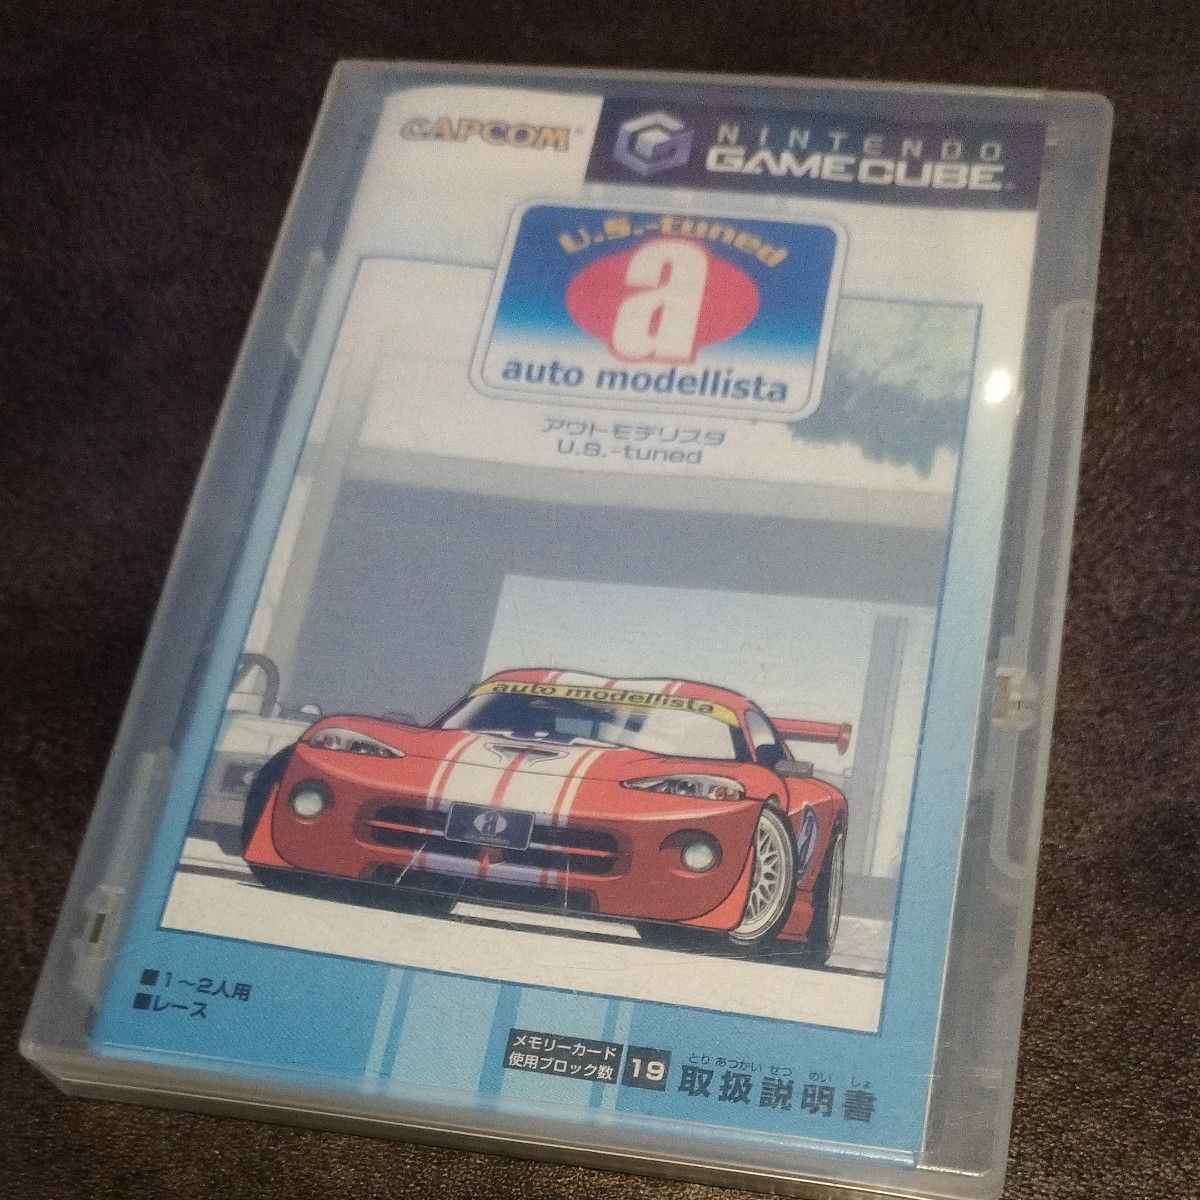 CAPCOM®
NINTENDO
GAMECUBE
U.S.-tuned
a
auto modellista
アウトモデリスタ
U.S.-tuned
auto modellista
a
■1~2人用
■レース
メモリーカード
使用ブロック数
19
とり あつかい せつ めい しょ
取扱説明書